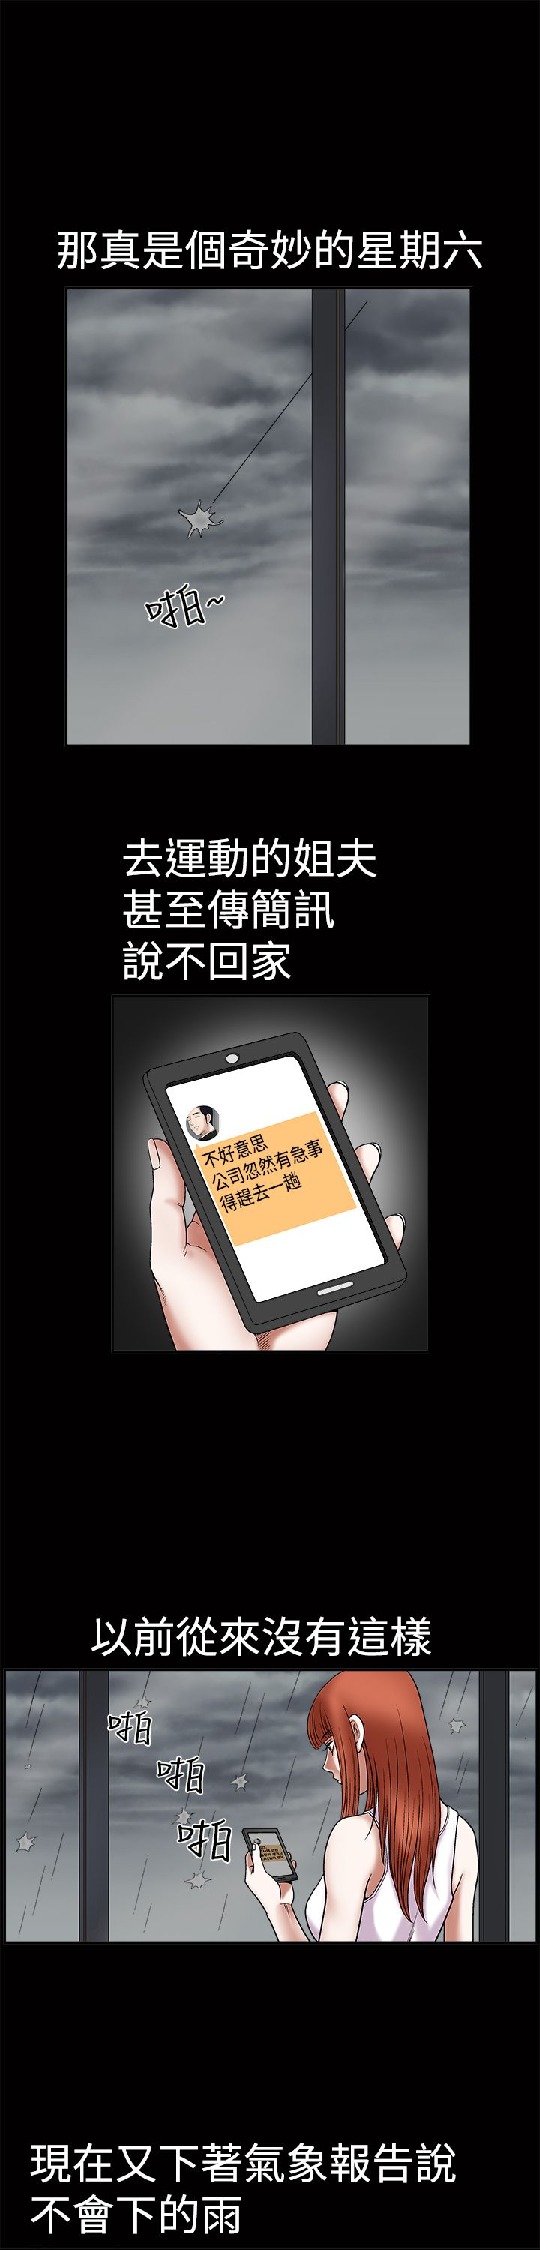 那真是個奇妙的星期六
啪~
去運動的姐夫
甚至傳簡訊
說不回家
不好意思
公司忽然有急事
得趕去一趟
以前從來沒有這樣
啪
啪
啪
現在又下著氣象報告說
不會下的雨